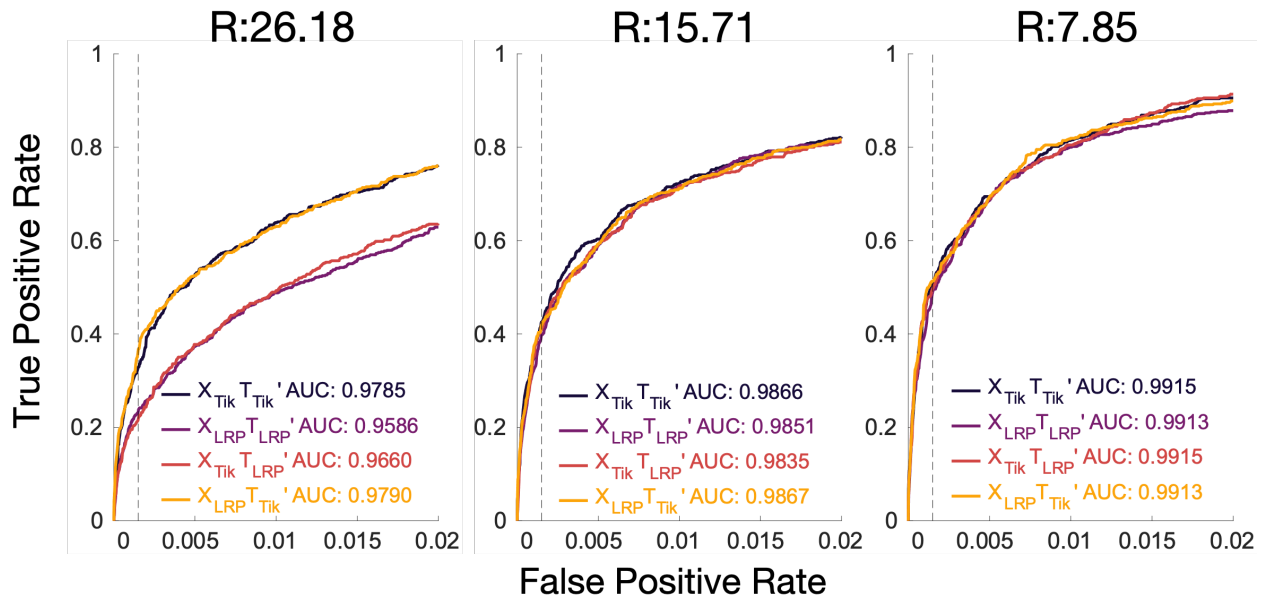 R:26.18 R:15.71 R:7.85
True Positive Rate
1
0.8
0.6
0.4
0.2
0
X_Tik T_Tik' AUC: 0.9785
X_LRP T_LRP' AUC: 0.9586
X_Tik T_LRP' AUC: 0.9660
X_LRP T_Tik' AUC: 0.9790
0 0.005 0.01 0.015 0.02
1
0.8
0.6
0.4
0.2
0
X_Tik T_Tik' AUC: 0.9866
X_LRP T_LRP' AUC: 0.9851
X_Tik T_LRP' AUC: 0.9835
X_LRP T_Tik' AUC: 0.9867
0 0.005 0.01 0.015 0.02
1
0.8
0.6
0.4
0.2
0
X_Tik T_Tik' AUC: 0.9915
X_LRP T_LRP' AUC: 0.9913
X_Tik T_LRP' AUC: 0.9915
X_LRP T_Tik' AUC: 0.9913
0 0.005 0.01 0.015 0.02
False Positive Rate